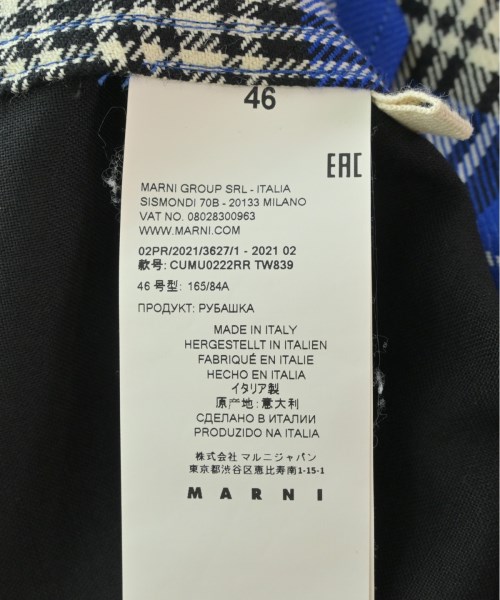 46
EAC
MARNI GROUP SRL - ITALIA
SISMONDI 70B - 20133 MILANO
VAT NO. 08028300963
WWW.MARNI.COM
02PR/2021/3627/1 - 2021 02
款号: CUMU0222RR TW839
46 号型: 165/84A
ПРОДУКТ: РУБАШКА
MADE IN ITALY
HERGESTELLT IN ITALIEN
FABRIQUÉ EN ITALIE
HECHO EN ITALIA
イタリア製
原产地: 意大利
СДЕЛАНО В ИТАЛИИ
PRODUZIDO NA ITALIA
株式会社 マルニジャパン
東京都渋谷区恵比寿南1-15-1
MARNI